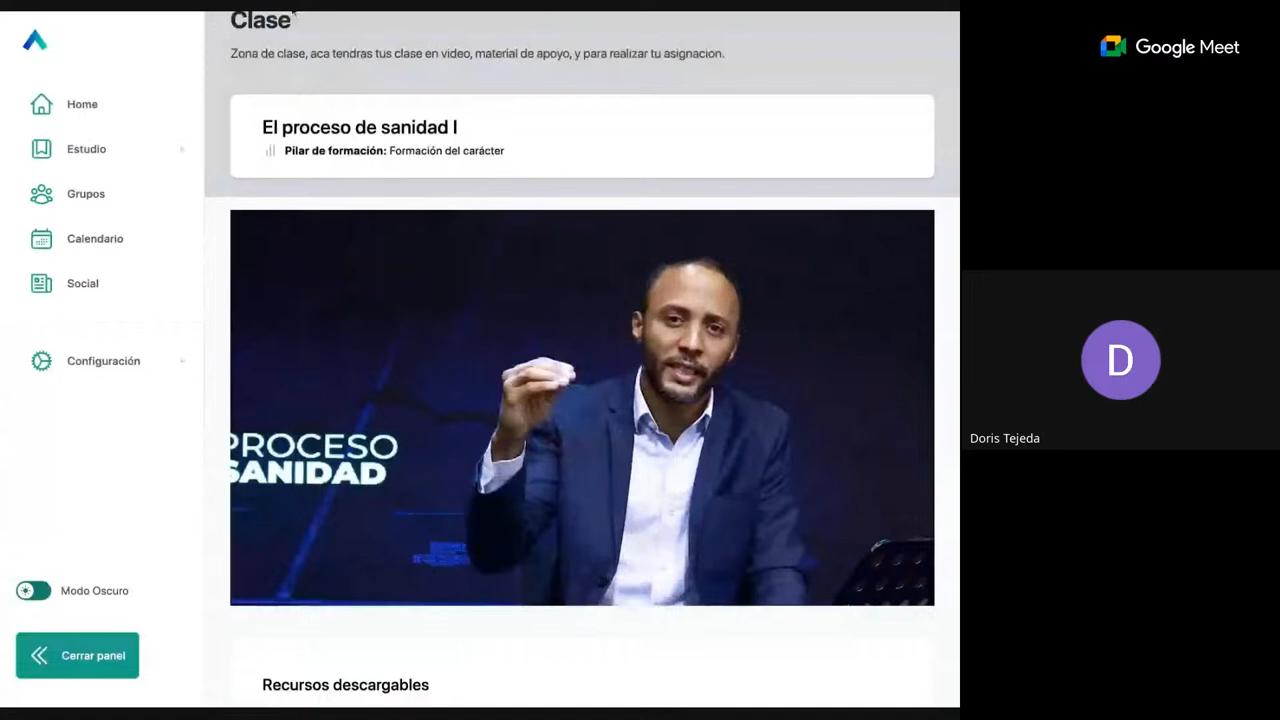 Clase
Zona de clase, aca tendras tus clase en video, material de apoyo, y para realizar tu asignacion.
El proceso de sanidad I
Pilar de formación: Formación del carácter
Home
Estudio
Grupos
Calendario
Social
Configuración
PROCESO
SANIDAD
Modo Oscuro
Cerrar panel
Recursos descargables
Google Meet
D
Doris Tejeda